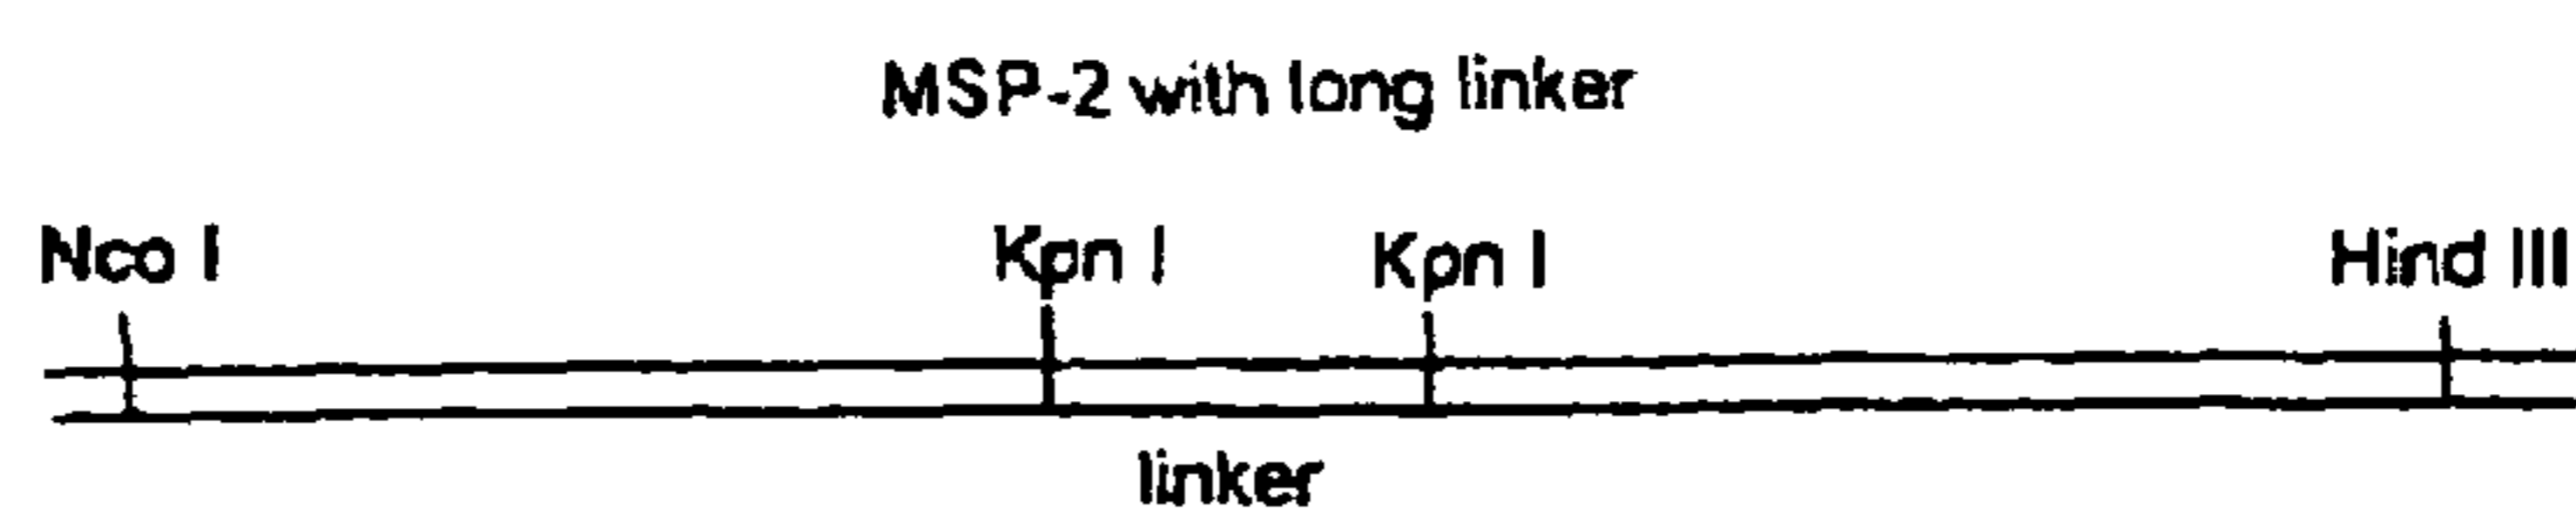 MSP-2 with long linker
Nco I Kpn I Kpn I Hind III
linker